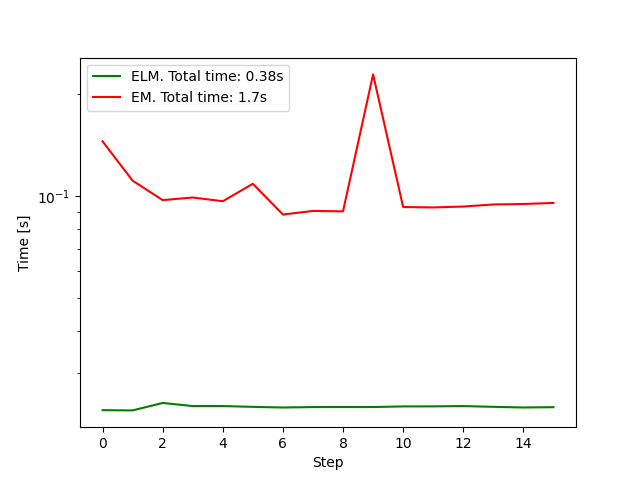 ELM. Total time: 0.38s
EM. Total time: 1.7s
10⁻¹
Time [s]
0 2 4 6 8 10 12 14
Step